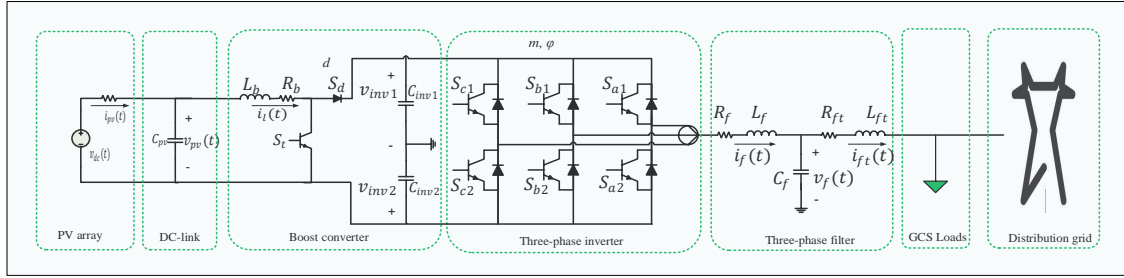 m, φ
d
L_b R_b S_d
i_pv(t)
i_l(t)
v_dc(t)
C_pv
+
v_pv(t)
-
S_t
+
v_inv1
C_inv1
-
v_inv2
C_inv2
+
S_c1 S_b1 S_a1
S_c2 S_b2 S_a2
R_f L_f R_ft L_ft
i_f(t)
i_ft(t)
C_f
+
v_f(t)
-
PV array
DC-link
Boost converter
Three-phase inverter
Three-phase filter
GCS Loads
Distribution grid